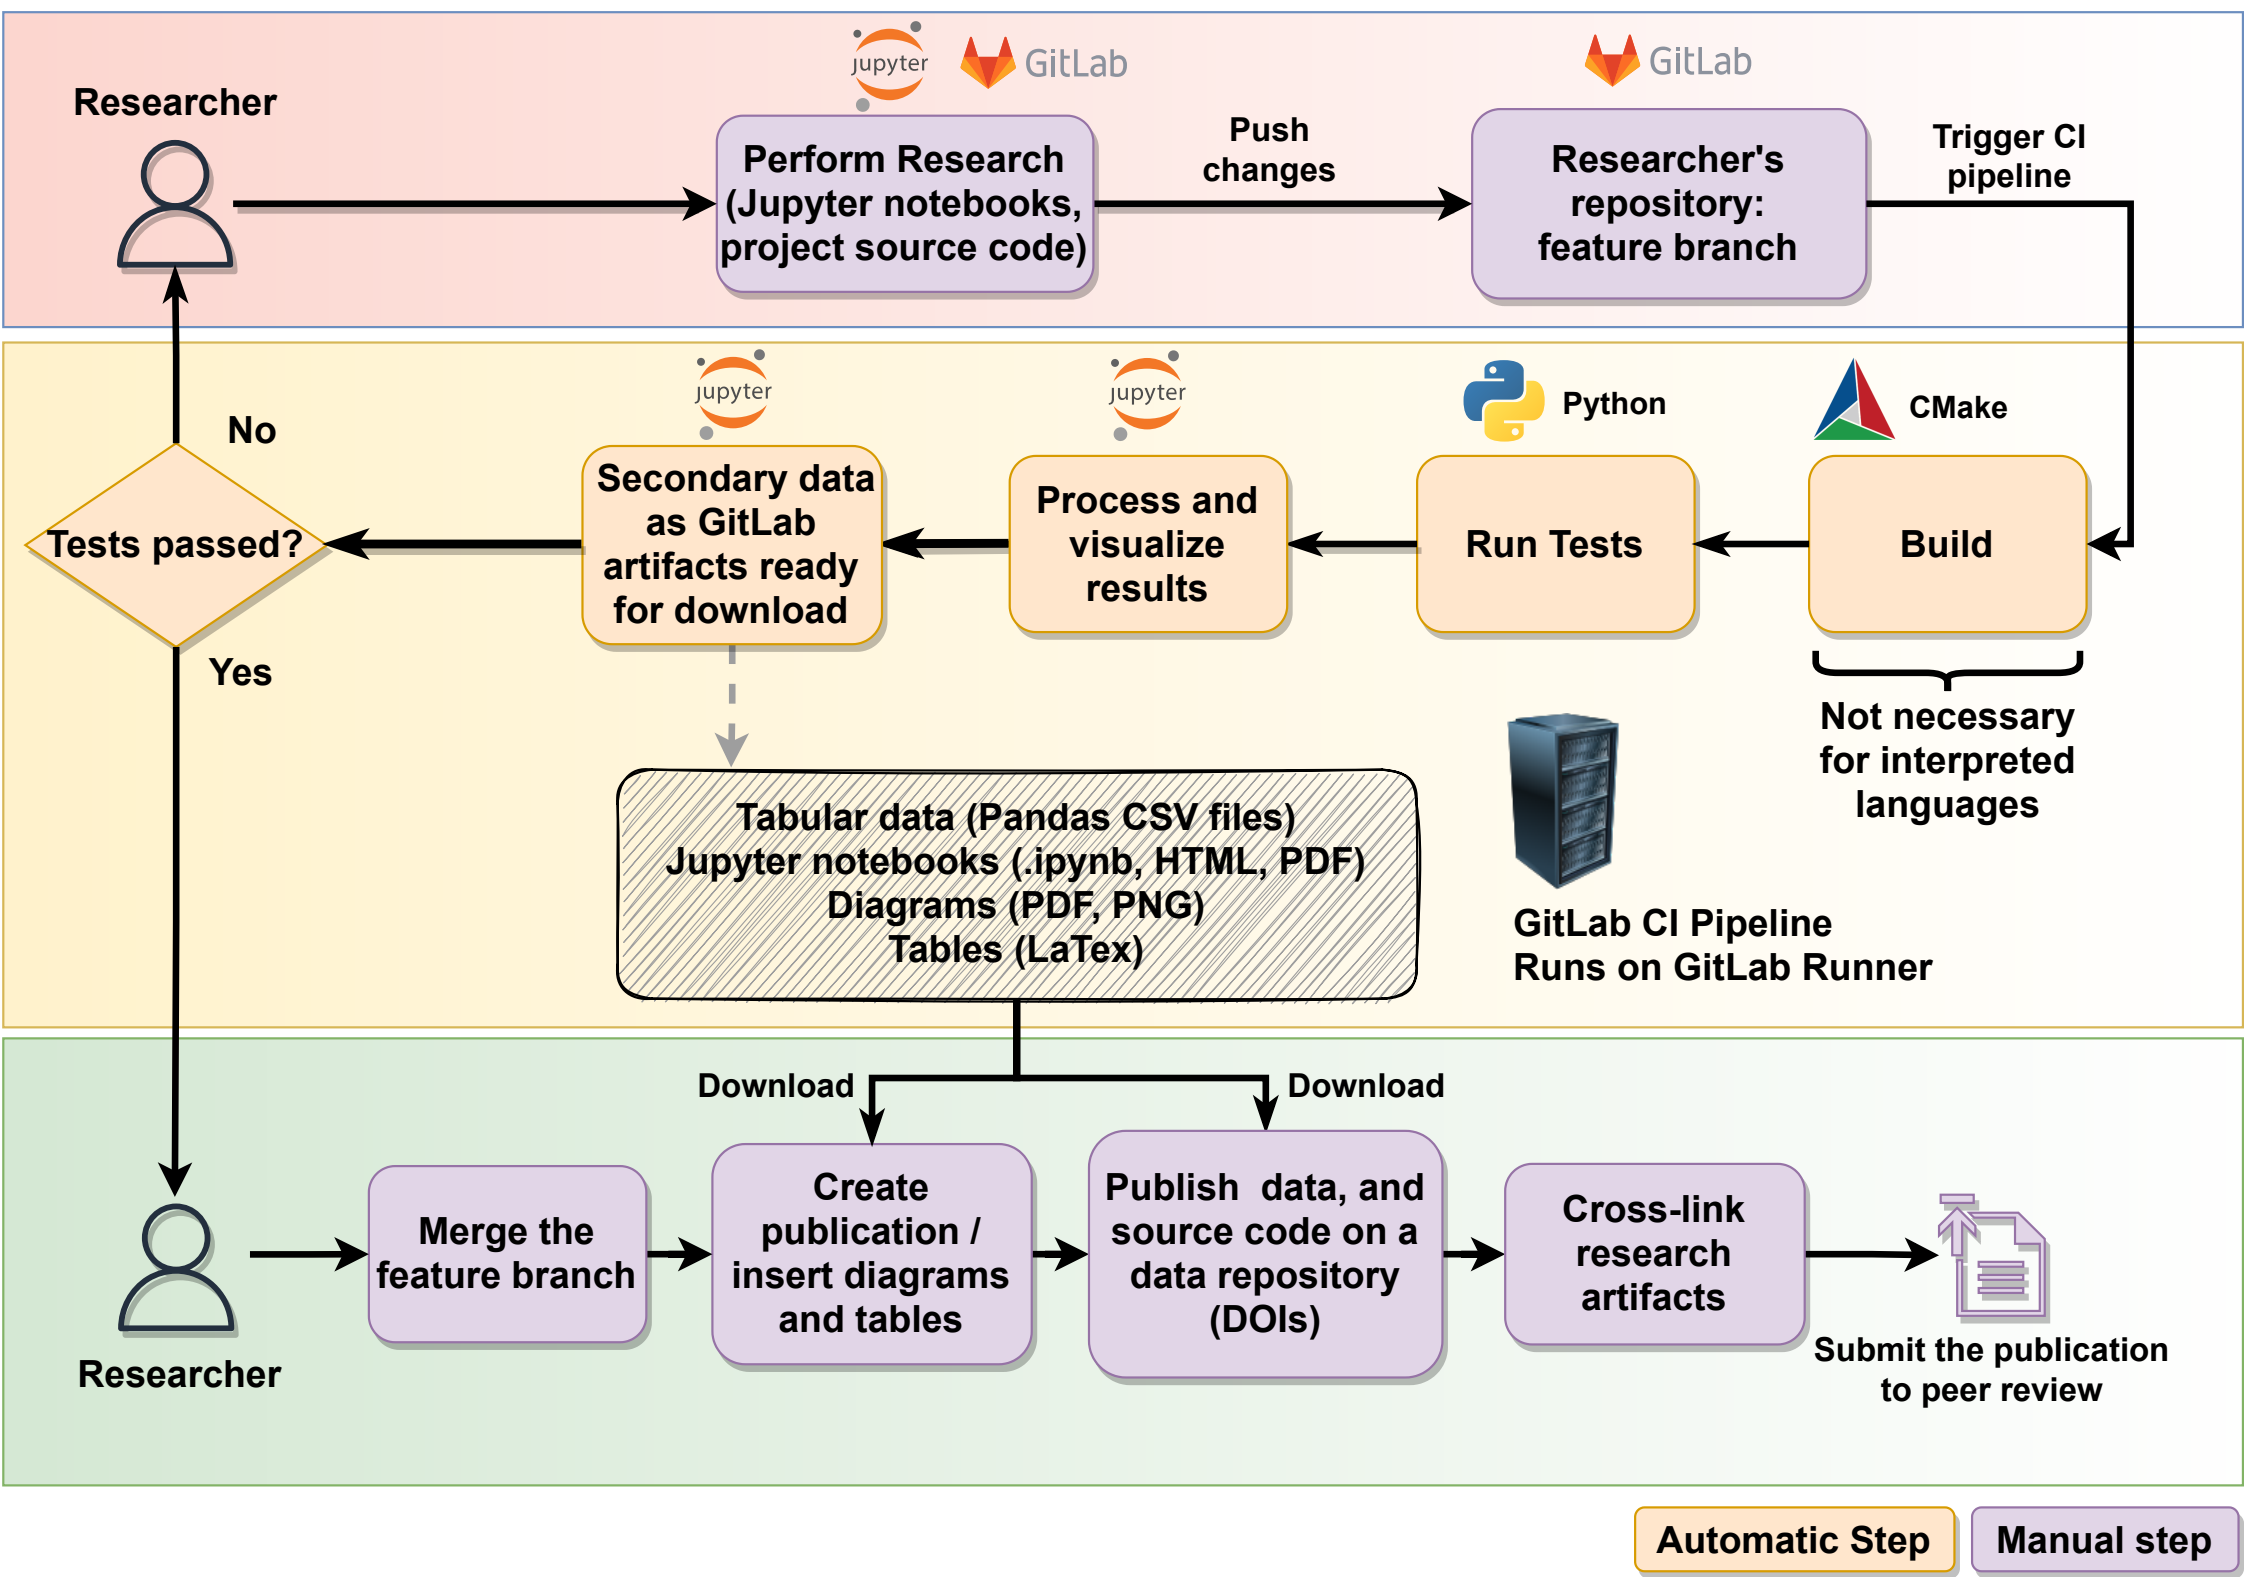 Researcher
jupyter
GitLab
Perform Research
(Jupyter notebooks,
project source code)
Push
changes
GitLab
Researcher's
repository:
feature branch
Trigger CI
pipeline
CMake
Build
Not necessary
for interpreted
languages
Python
Run Tests
jupyter
Process and
visualize
results
jupyter
Secondary data
as GitLab
artifacts ready
for download
Tests passed?
No
Yes
Tabular data (Pandas CSV files)
Jupyter notebooks (.ipynb, HTML, PDF)
Diagrams (PDF, PNG)
Tables (LaTex)
GitLab CI Pipeline
Runs on GitLab Runner
Download
Download
Researcher
Merge the
feature branch
Create
publication /
insert diagrams
and tables
Publish  data, and
source code on a
data repository
(DOIs)
Cross-link
research
artifacts
Submit the publication
to peer review
Automatic Step
Manual step